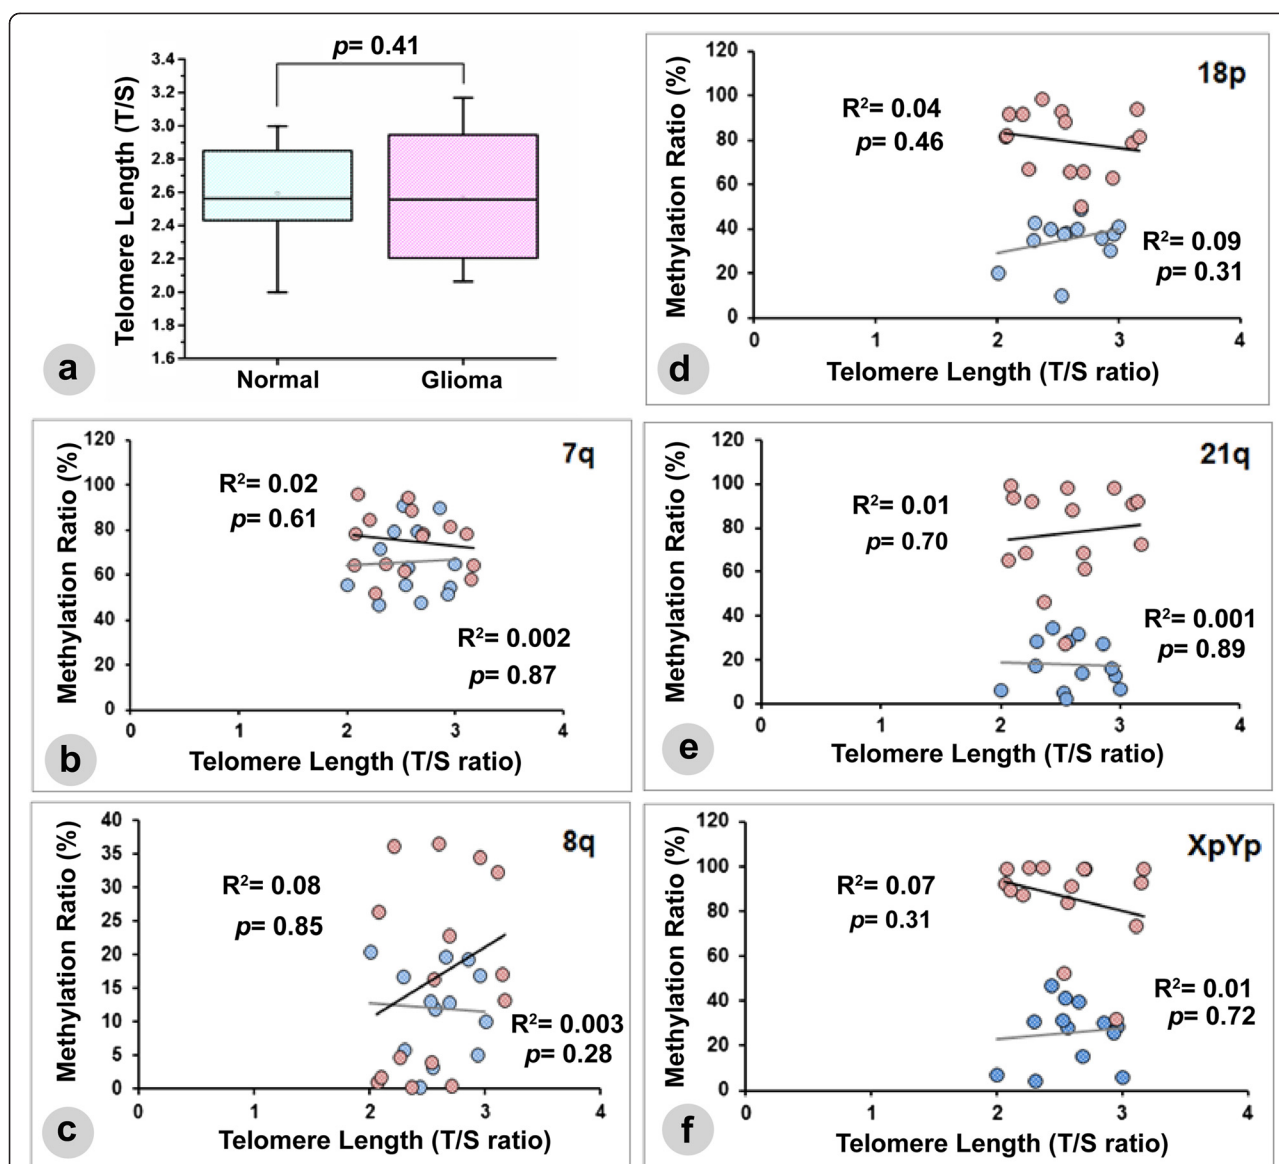 p= 0.41
Telomere Length (T/S)
3.4
3.2
3.0
2.8
2.6
2.4
2.2
2.0
1.8
1.6
Normal Glioma
a
18p
Methylation Ratio (%)
120
100
80
60
40
20
0
R²= 0.04
p= 0.46
R²= 0.09
p= 0.31
0 1 2 3 4
Telomere Length (T/S ratio)
d
7q
Methylation Ratio (%)
120
100
80
60
40
20
0
R²= 0.02
p= 0.61
R²= 0.002
p= 0.87
0 1 2 3 4
Telomere Length (T/S ratio)
b
21q
Methylation Ratio (%)
120
100
80
60
40
20
0
R²= 0.01
p= 0.70
R²= 0.001
p= 0.89
0 1 2 3 4
Telomere Length (T/S ratio)
e
8q
Methylation Ratio (%)
40
35
30
25
20
15
10
5
0
R²= 0.08
p= 0.85
R²= 0.003
p= 0.28
0 1 2 3 4
Telomere Length (T/S ratio)
c
XpYp
Methylation Ratio (%)
120
100
80
60
40
20
0
R²= 0.07
p= 0.31
R²= 0.01
p= 0.72
0 1 2 3 4
Telomere Length (T/S ratio)
f